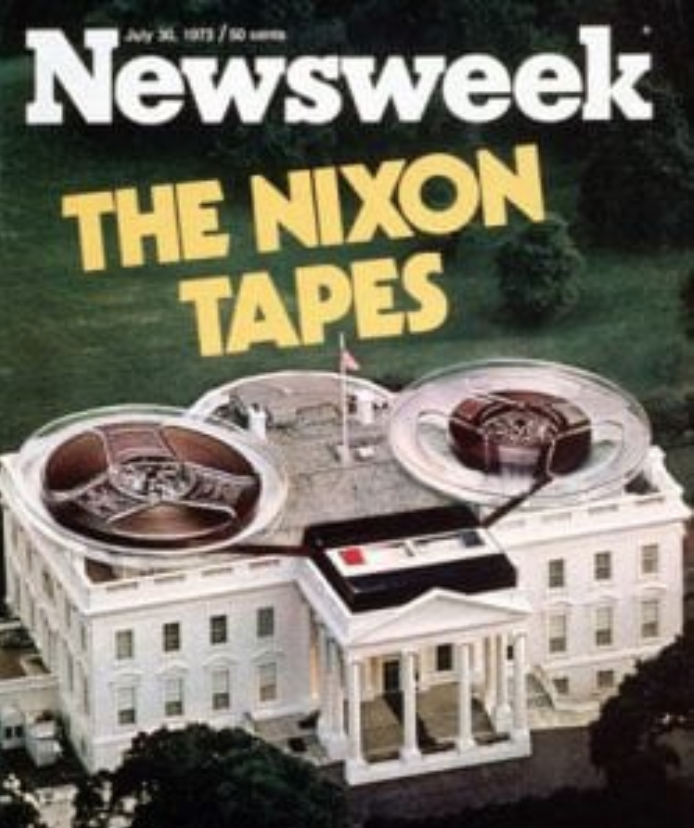 July 30, 1973 / 50 cents
Newsweek
THE NIXON
TAPES